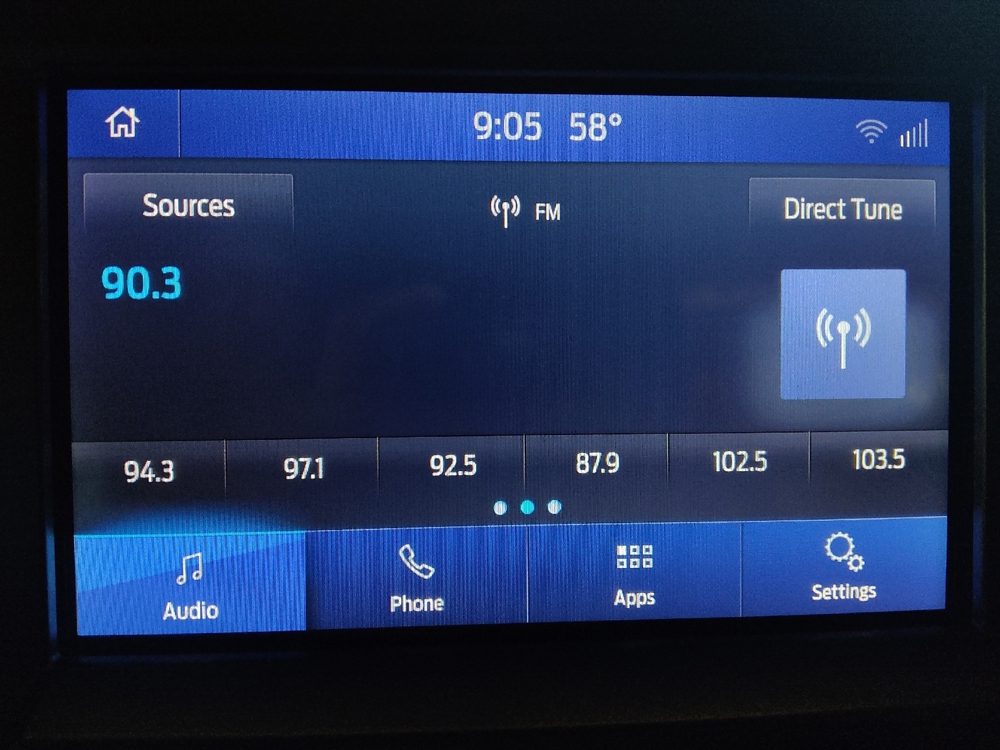 9:05 58°
Sources
FM
Direct Tune
90.3
94.3 97.1 92.5 87.9 102.5 103.5
Audio Phone Apps Settings